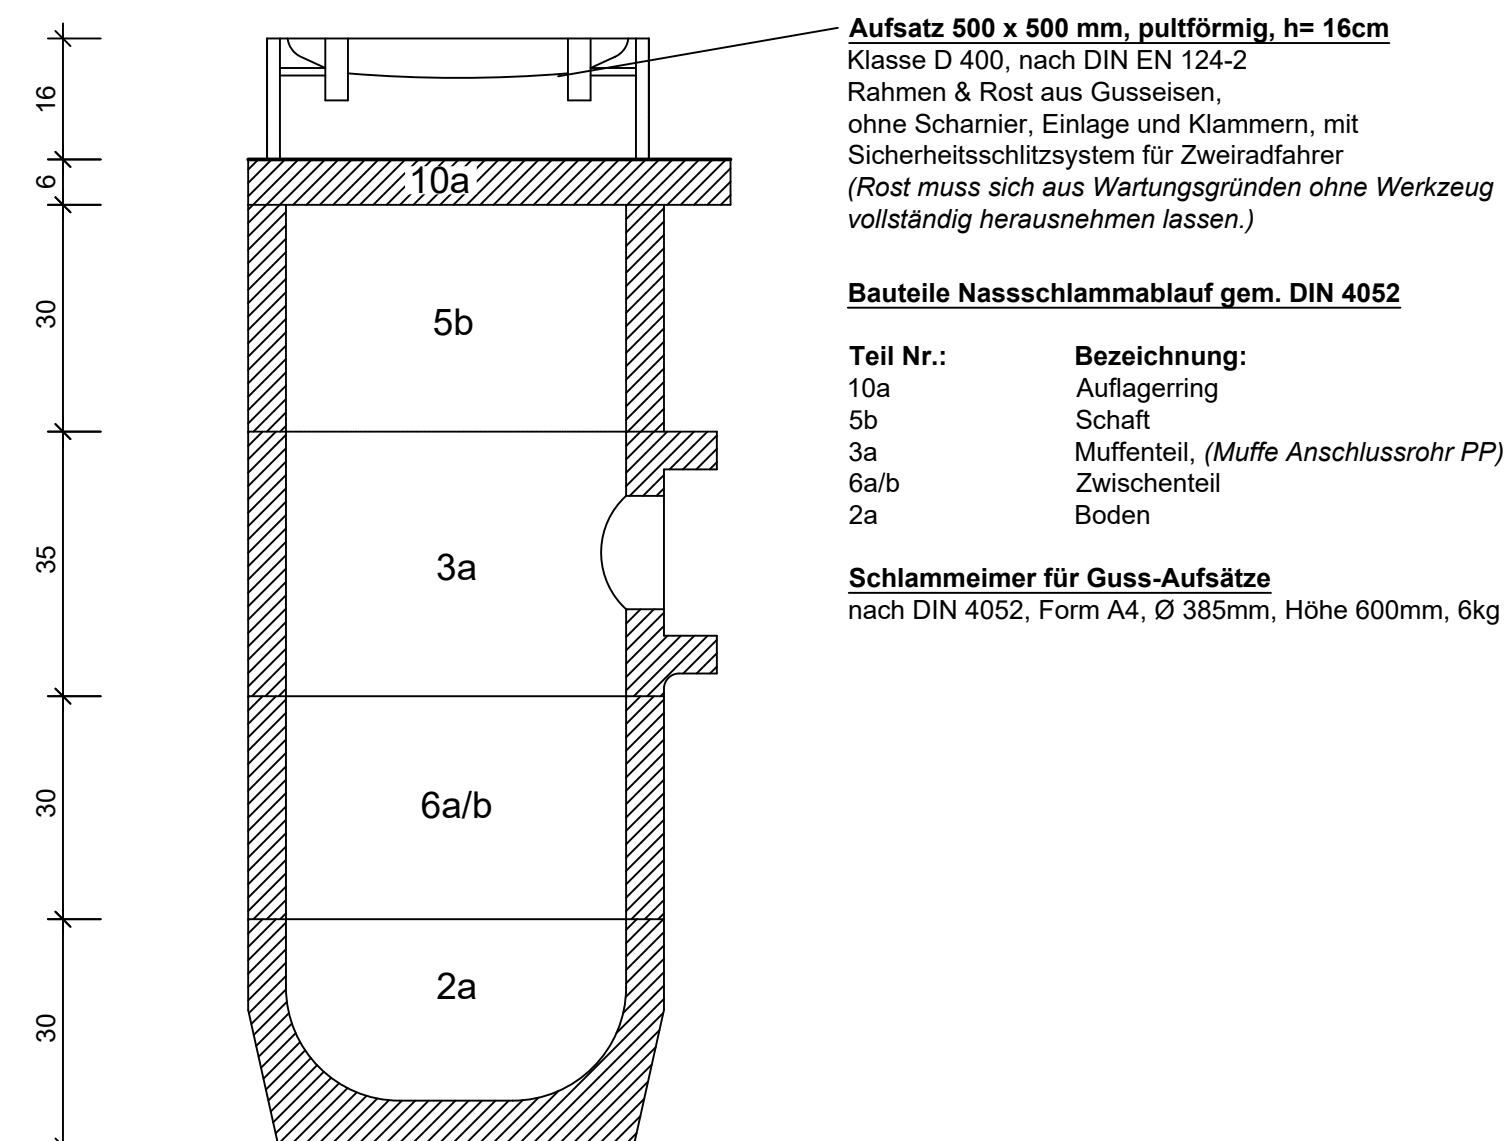 Aufsatz 500 x 500 mm, pultförmig, h= 16cm
Klasse D 400, nach DIN EN 124-2
Rahmen & Rost aus Gusseisen,
ohne Scharnier, Einlage und Klammern, mit
Sicherheitsschlitzsystem für Zweiradfahrer
(Rost muss sich aus Wartungsgründen ohne Werkzeug
vollständig herausnehmen lassen.)
Bauteile Nassschlammablauf gem. DIN 4052
Teil Nr.: Bezeichnung:
10a Auflagerring
5b Schaft
3a Muffenteil, (Muffe Anschlussrohr PP)
6a/b Zwischenteil
2a Boden
Schlammeimer für Guss-Aufsätze
nach DIN 4052, Form A4, Ø 385mm, Höhe 600mm, 6kg
16
6
30
35
30
30
10a
5b
3a
6a/b
2a